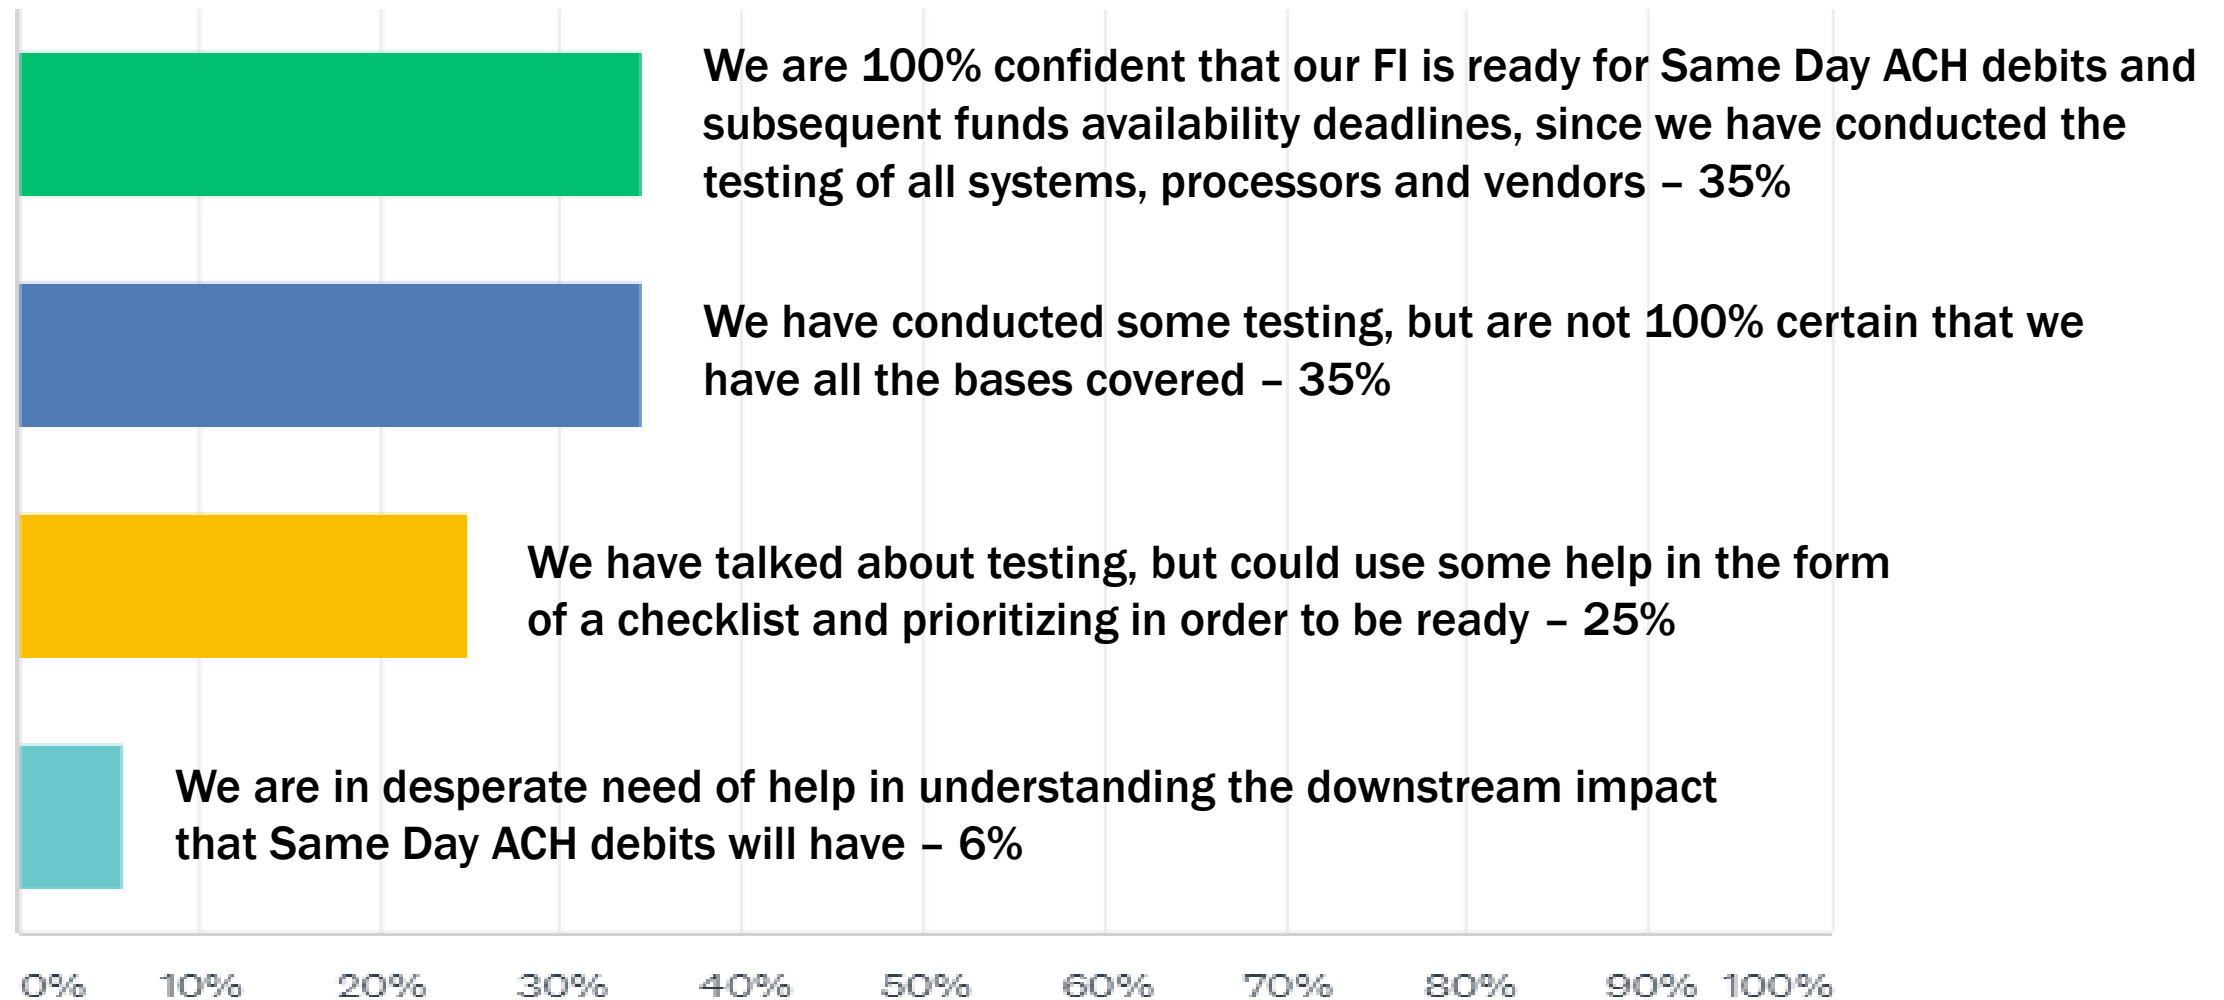 We are 100% confident that our FI is ready for Same Day ACH debits and
subsequent funds availability deadlines, since we have conducted the
testing of all systems, processors and vendors – 35%
We have conducted some testing, but are not 100% certain that we
have all the bases covered – 35%
We have talked about testing, but could use some help in the form
of a checklist and prioritizing in order to be ready – 25%
We are in desperate need of help in understanding the downstream impact
that Same Day ACH debits will have – 6%
0% 10% 20% 30% 40% 50% 60% 70% 80% 90% 100%